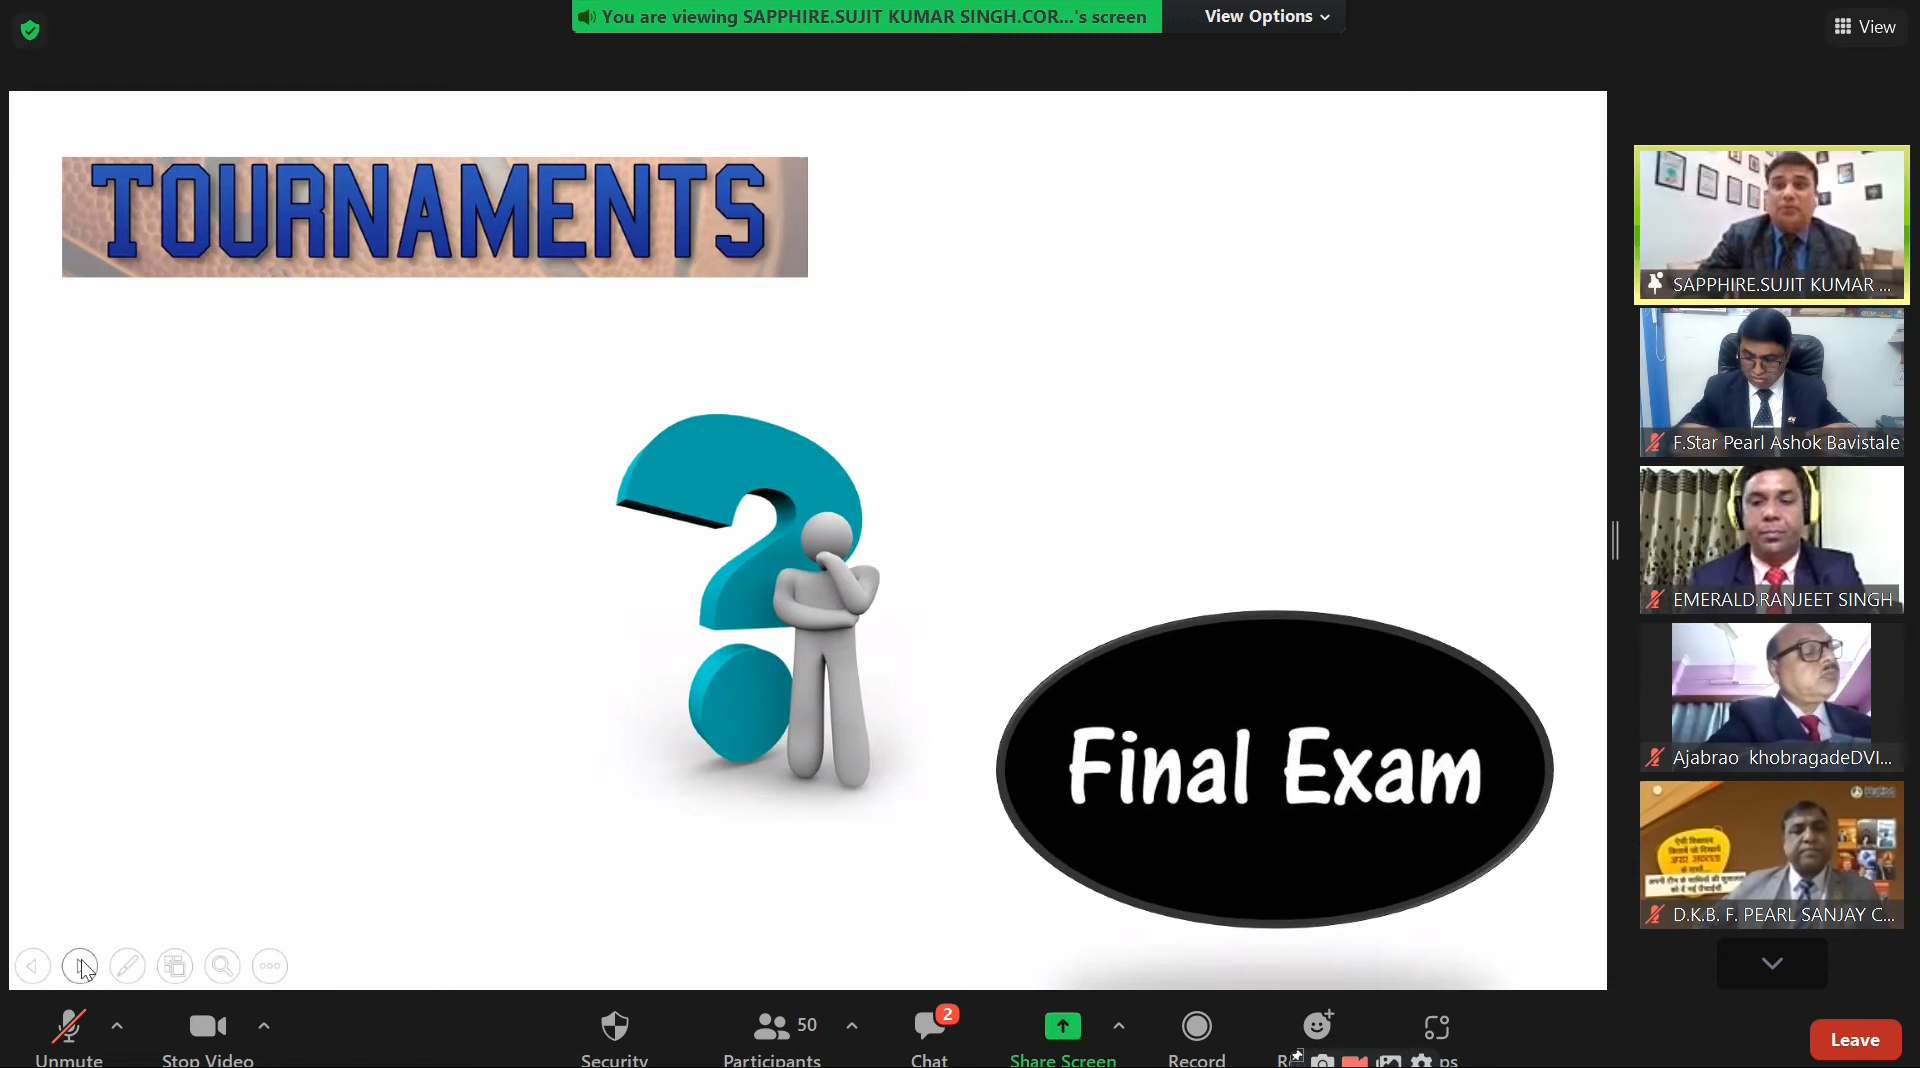 You are viewing SAPPHIRE.SUJIT KUMAR SINGH.COR...'s screen
View Options
View
TOURNAMENTS
Final Exam
SAPPHIRE.SUJIT KUMAR ...
F.Star Pearl Ashok Bavistale
EMERALD.RANJEET SINGH
Ajabrao khobragadeDVI...
D.K.B. F. PEARL SANJAY C...
Unmute
Stop Video
Security
50
Participants
2
Chat
Share Screen
Record
ps
Leave